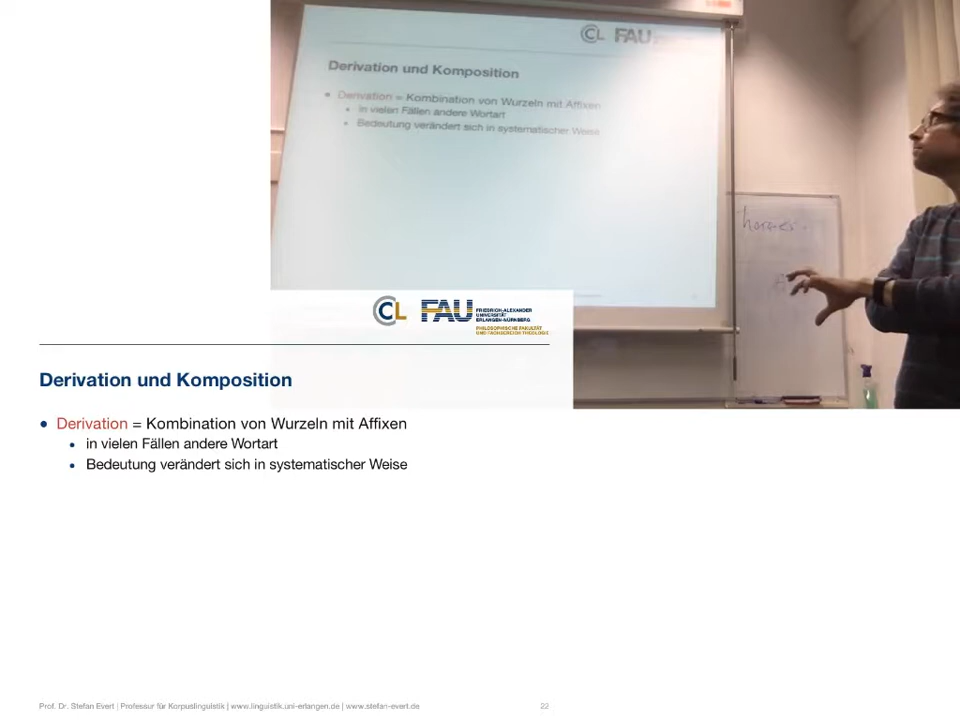 CL FAU
Derivation und Komposition
Derivation = Kombination von Wurzeln mit Affixen
in vielen Fällen andere Wortart
Bedeutung verändert sich in systematischer Weise
CL FAU
FRIEDRICH-ALEXANDER
UNIVERSITÄT
ERLANGEN-NÜRNBERG
PHILOSOPHISCHE FAKULTÄT
UND FACHBEREICH THEOLOGIE
Derivation und Komposition
Derivation = Kombination von Wurzeln mit Affixen
in vielen Fällen andere Wortart
Bedeutung verändert sich in systematischer Weise
Prof. Dr. Stefan Evert | Professur für Korpuslinguistik | www.linguistik.uni-erlangen.de | www.stefan-evert.de 22